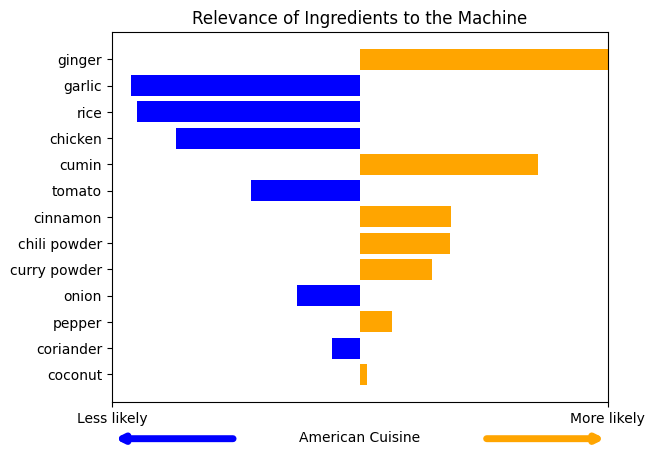 Relevance of Ingredients to the Machine
ginger
garlic
rice
chicken
cumin
tomato
cinnamon
chili powder
curry powder
onion
pepper
coriander
coconut
Less likely
More likely
American Cuisine